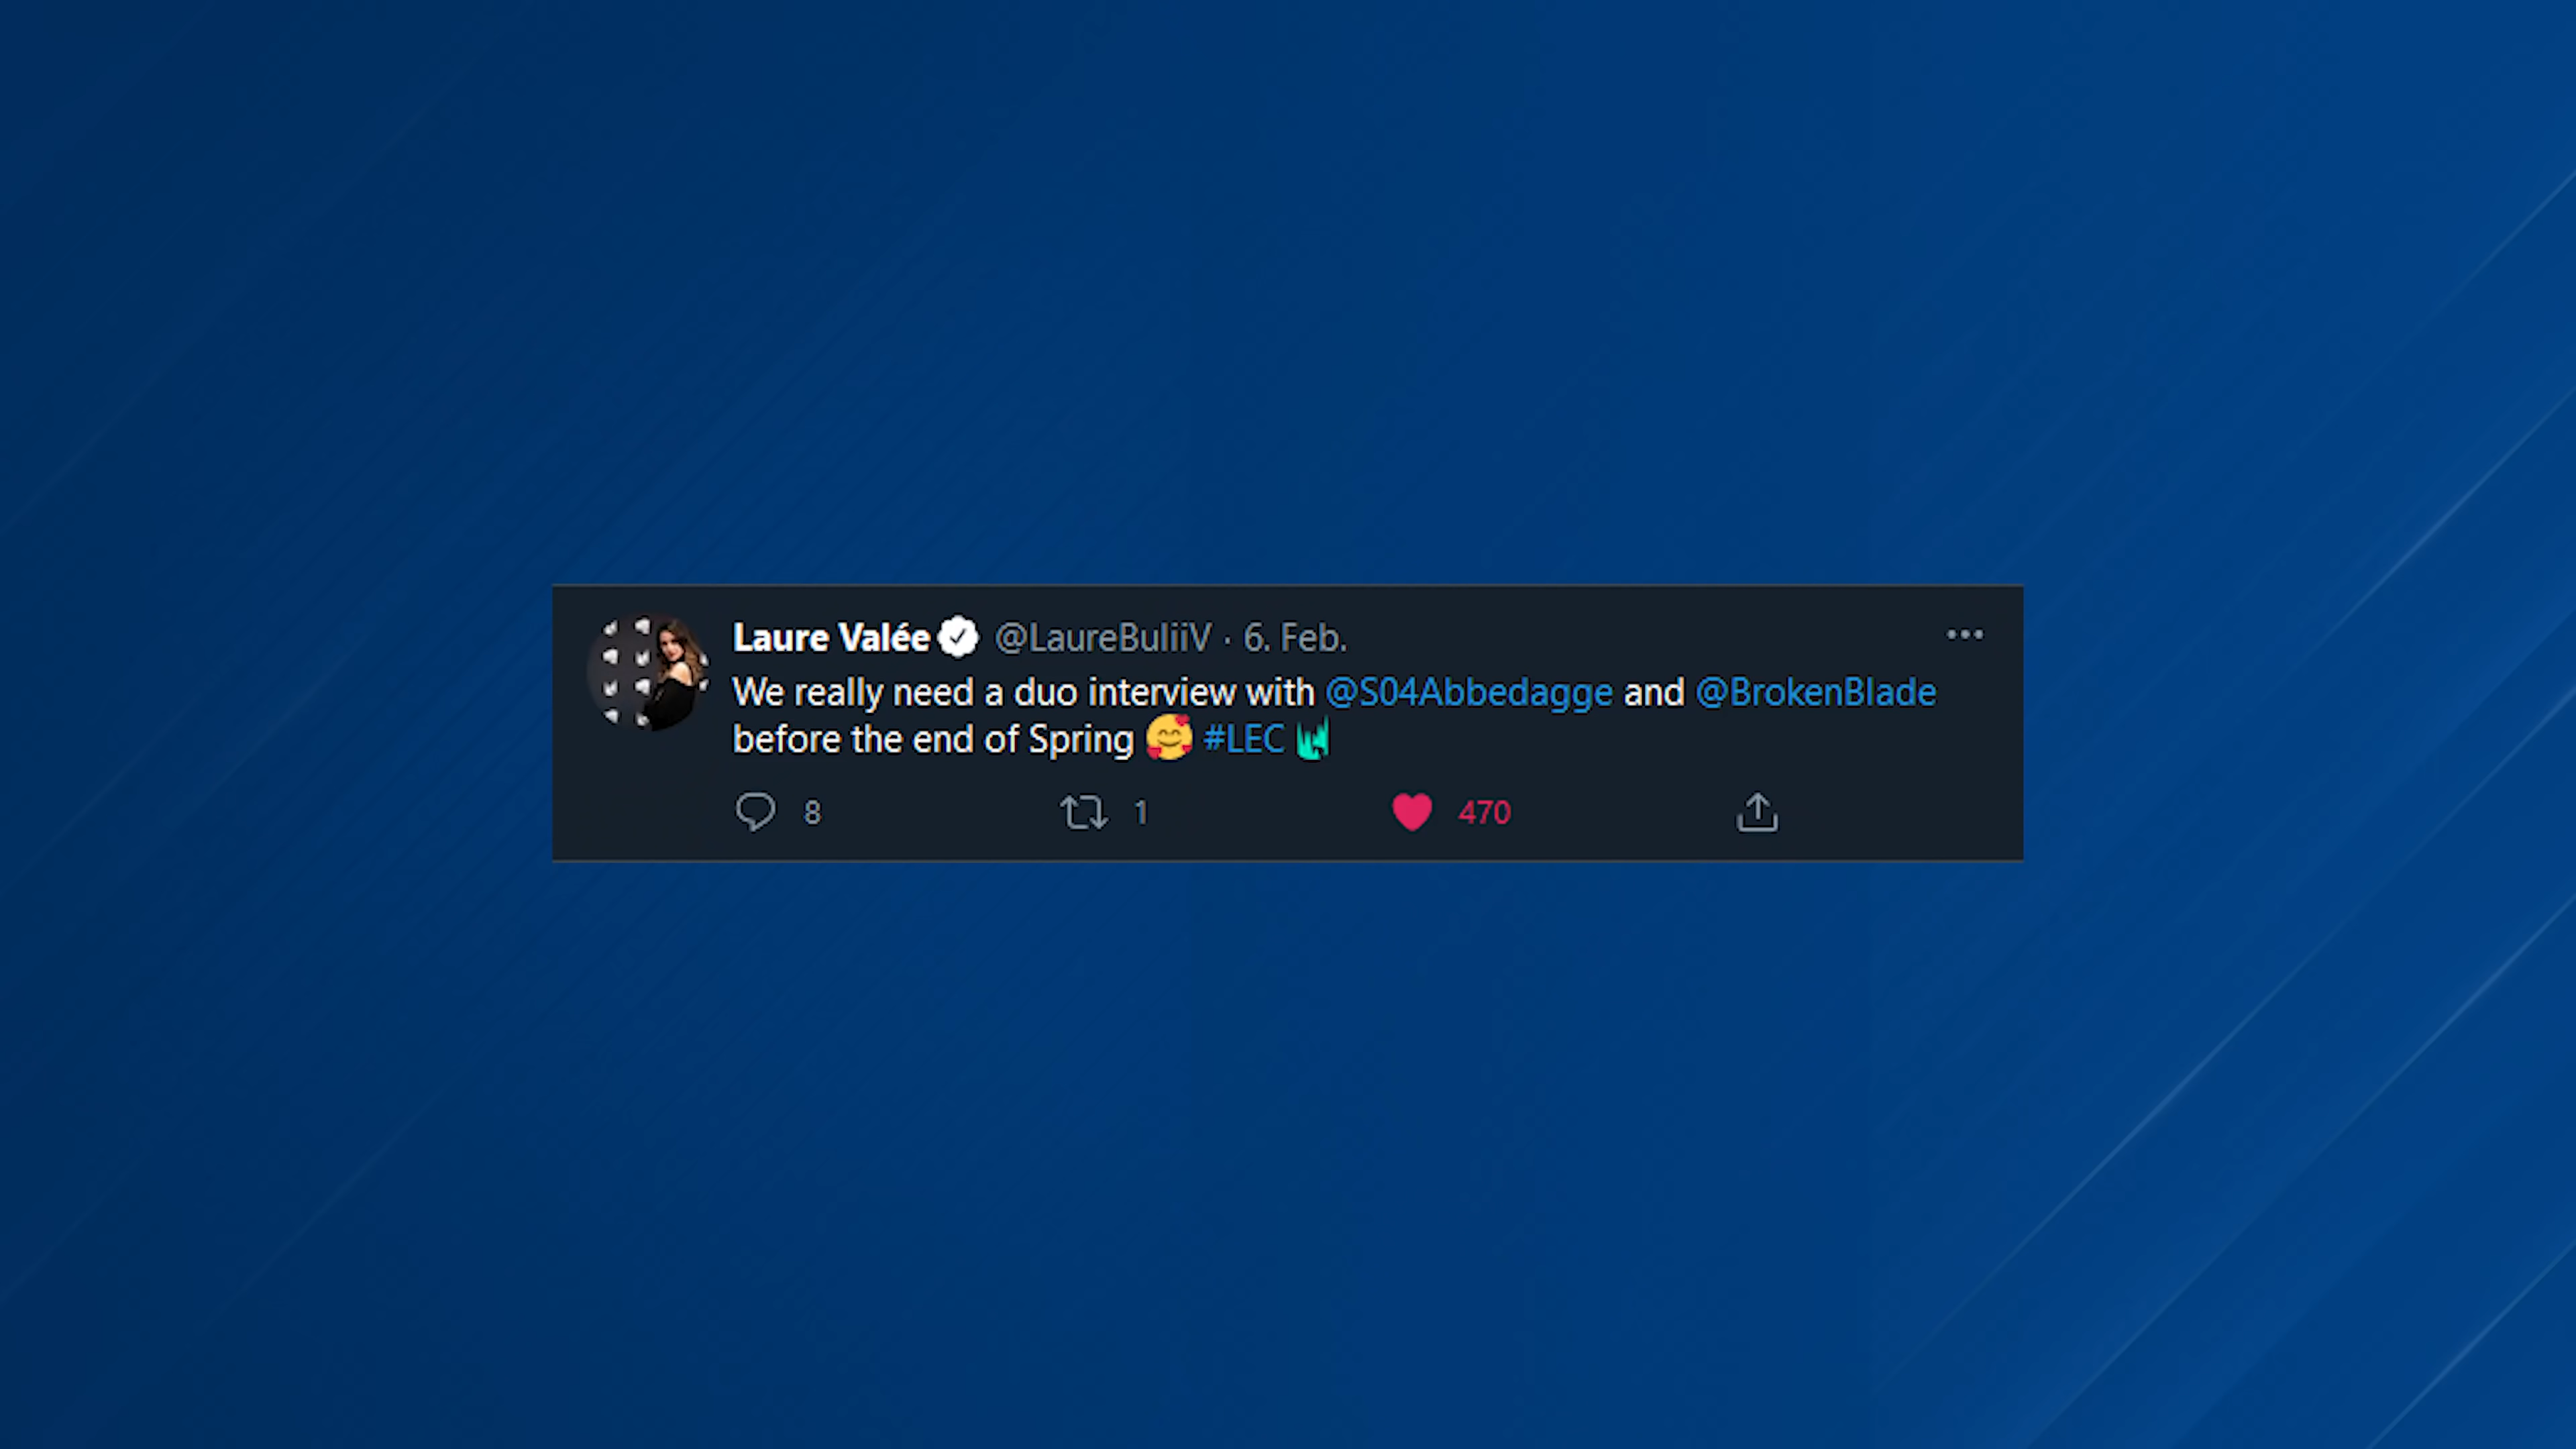 Laure Valée @LaureBuliiV · 6. Feb.
We really need a duo interview with @S04Abbedagge and @BrokenBlade
before the end of Spring 🥰 #LEC
8 1 470